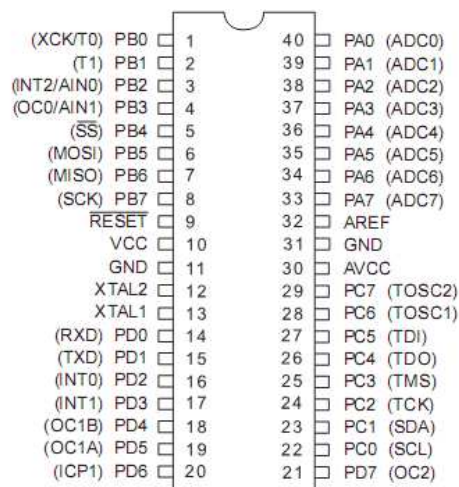 (XCK/T0) PB0 1 40 PA0 (ADC0)
(T1) PB1 2 39 PA1 (ADC1)
(INT2/AIN0) PB2 3 38 PA2 (ADC2)
(OC0/AIN1) PB3 4 37 PA3 (ADC3)
(S̅S̅) PB4 5 36 PA4 (ADC4)
(MOSI) PB5 6 35 PA5 (ADC5)
(MISO) PB6 7 34 PA6 (ADC6)
(SCK) PB7 8 33 PA7 (ADC7)
R̅E̅S̅E̅T̅ 9 32 AREF
VCC 10 31 GND
GND 11 30 AVCC
XTAL2 12 29 PC7 (TOSC2)
XTAL1 13 28 PC6 (TOSC1)
(RXD) PD0 14 27 PC5 (TDI)
(TXD) PD1 15 26 PC4 (TDO)
(INT0) PD2 16 25 PC3 (TMS)
(INT1) PD3 17 24 PC2 (TCK)
(OC1B) PD4 18 23 PC1 (SDA)
(OC1A) PD5 19 22 PC0 (SCL)
(ICP1) PD6 20 21 PD7 (OC2)